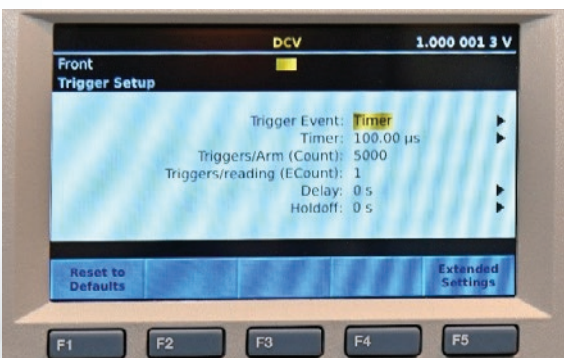 DCV 1.000 001 3 V
Front
Trigger Setup
Trigger Event: Timer
Timer: 100.00 µs
Triggers/Arm (Count): 5000
Triggers/reading (ECount): 1
Delay: 0 s
Holdoff: 0 s
Reset to Extended
Defaults Settings
F1 F2 F3 F4 F5